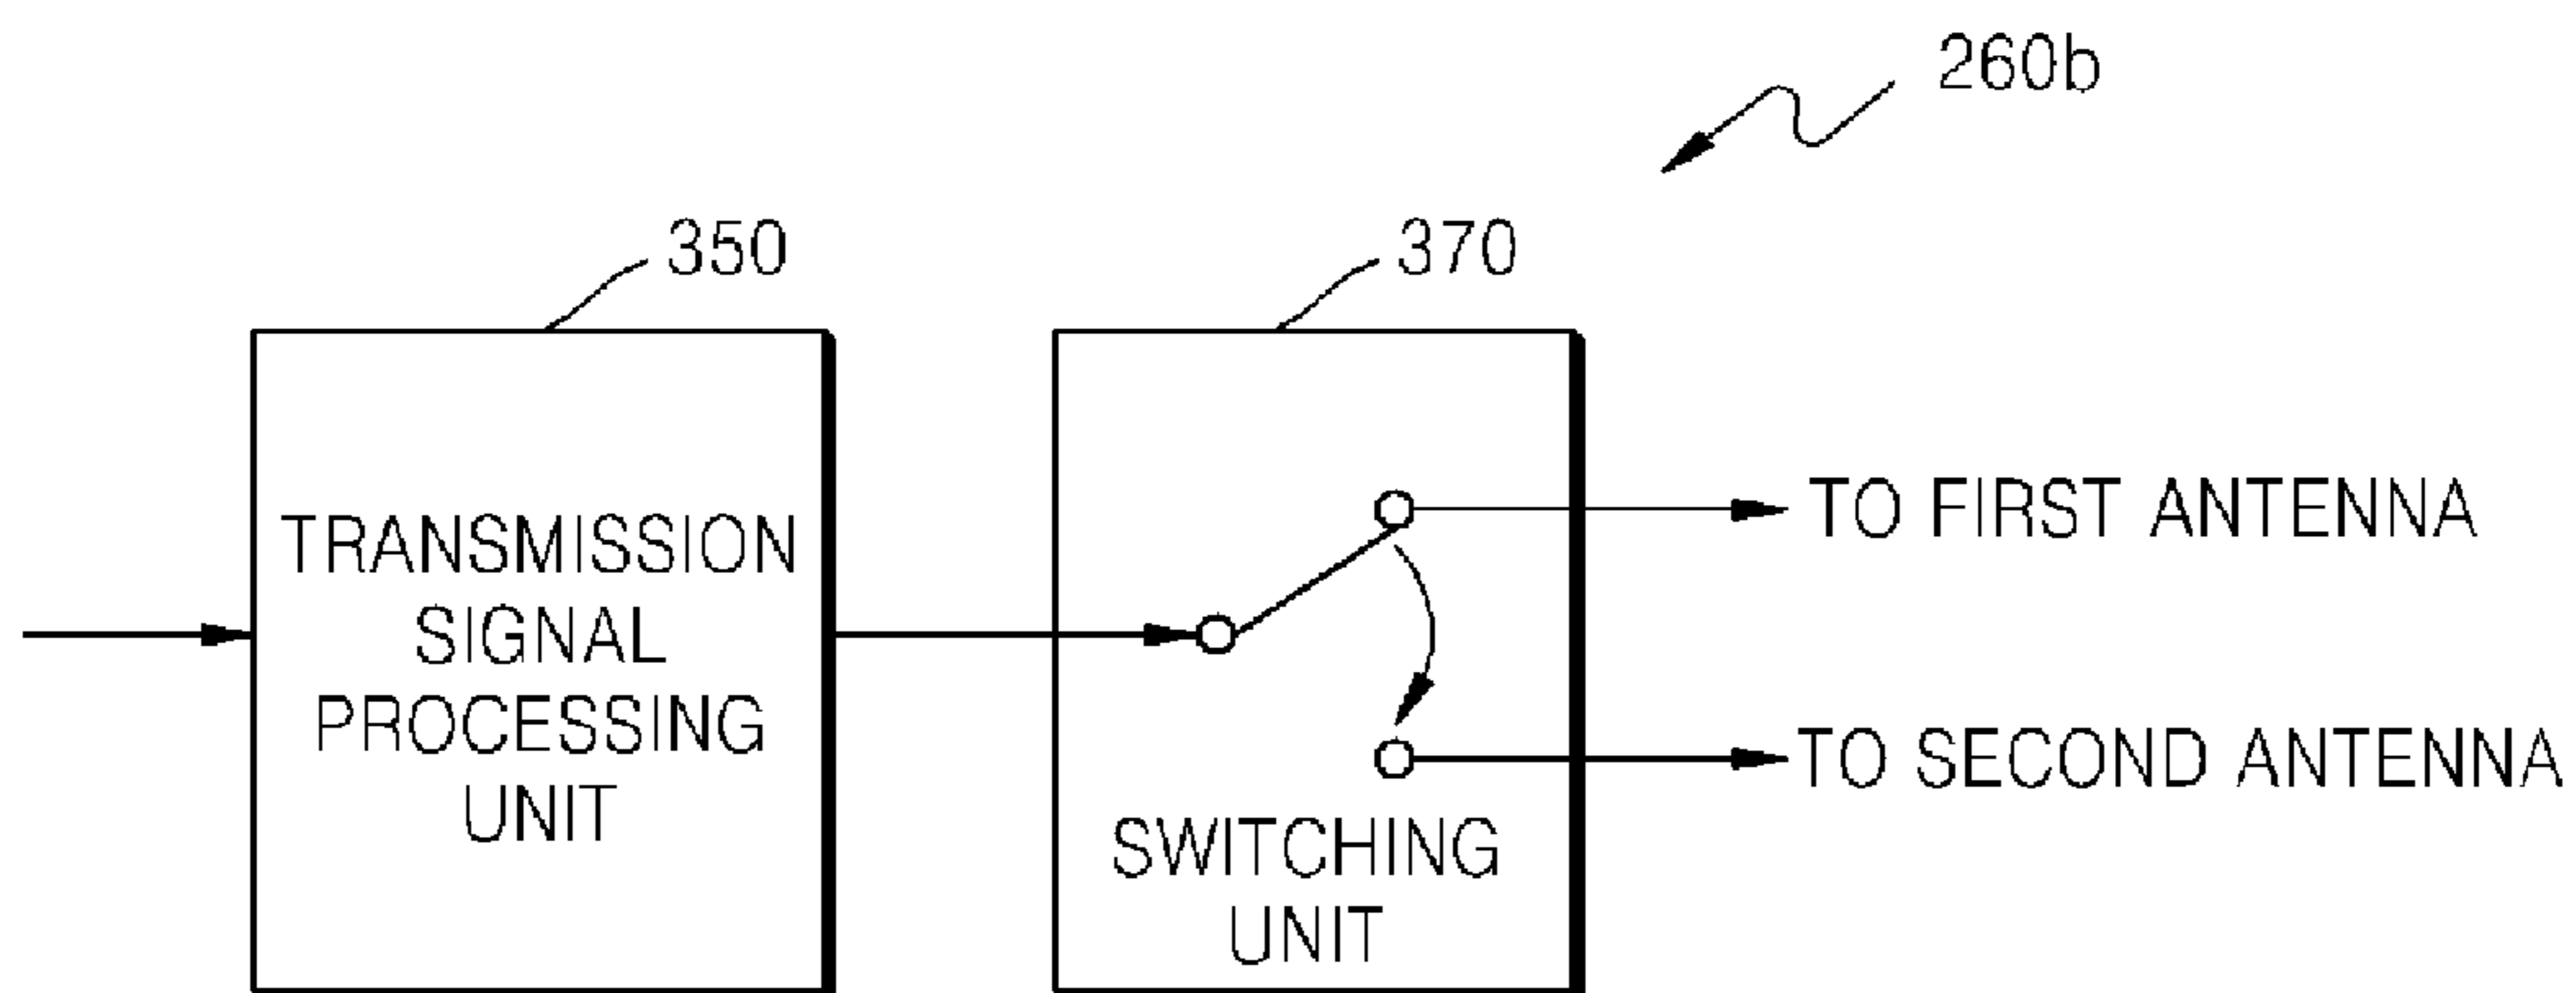 260b
350
370
TRANSMISSION
SIGNAL
PROCESSING
UNIT
TO FIRST ANTENNA
TO SECOND ANTENNA
SWITCHING
UNIT